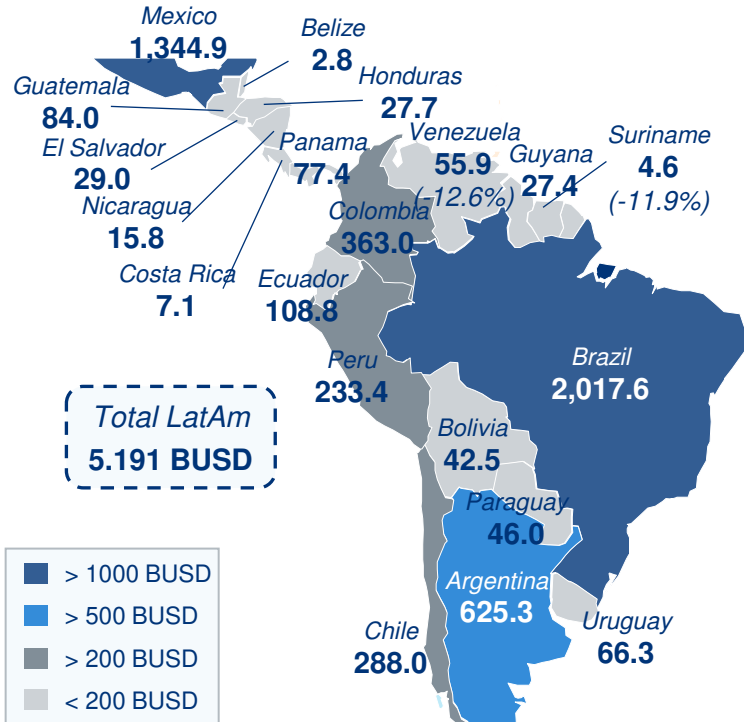 Mexico
1,344.9
Belize
2.8
Guatemala
84.0
Honduras
27.7
El Salvador
29.0
Panama
77.4
Venezuela
55.9
(-12.6%)
Guyana
27.4
Suriname
4.6
(-11.9%)
Nicaragua
15.8
Colombia
363.0
Costa Rica
7.1
Ecuador
108.8
Peru
233.4
Brazil
2,017.6
Total LatAm
5.191 BUSD
Bolivia
42.5
Paraguay
46.0
Argentina
625.3
Chile
288.0
Uruguay
66.3
> 1000 BUSD
> 500 BUSD
> 200 BUSD
< 200 BUSD